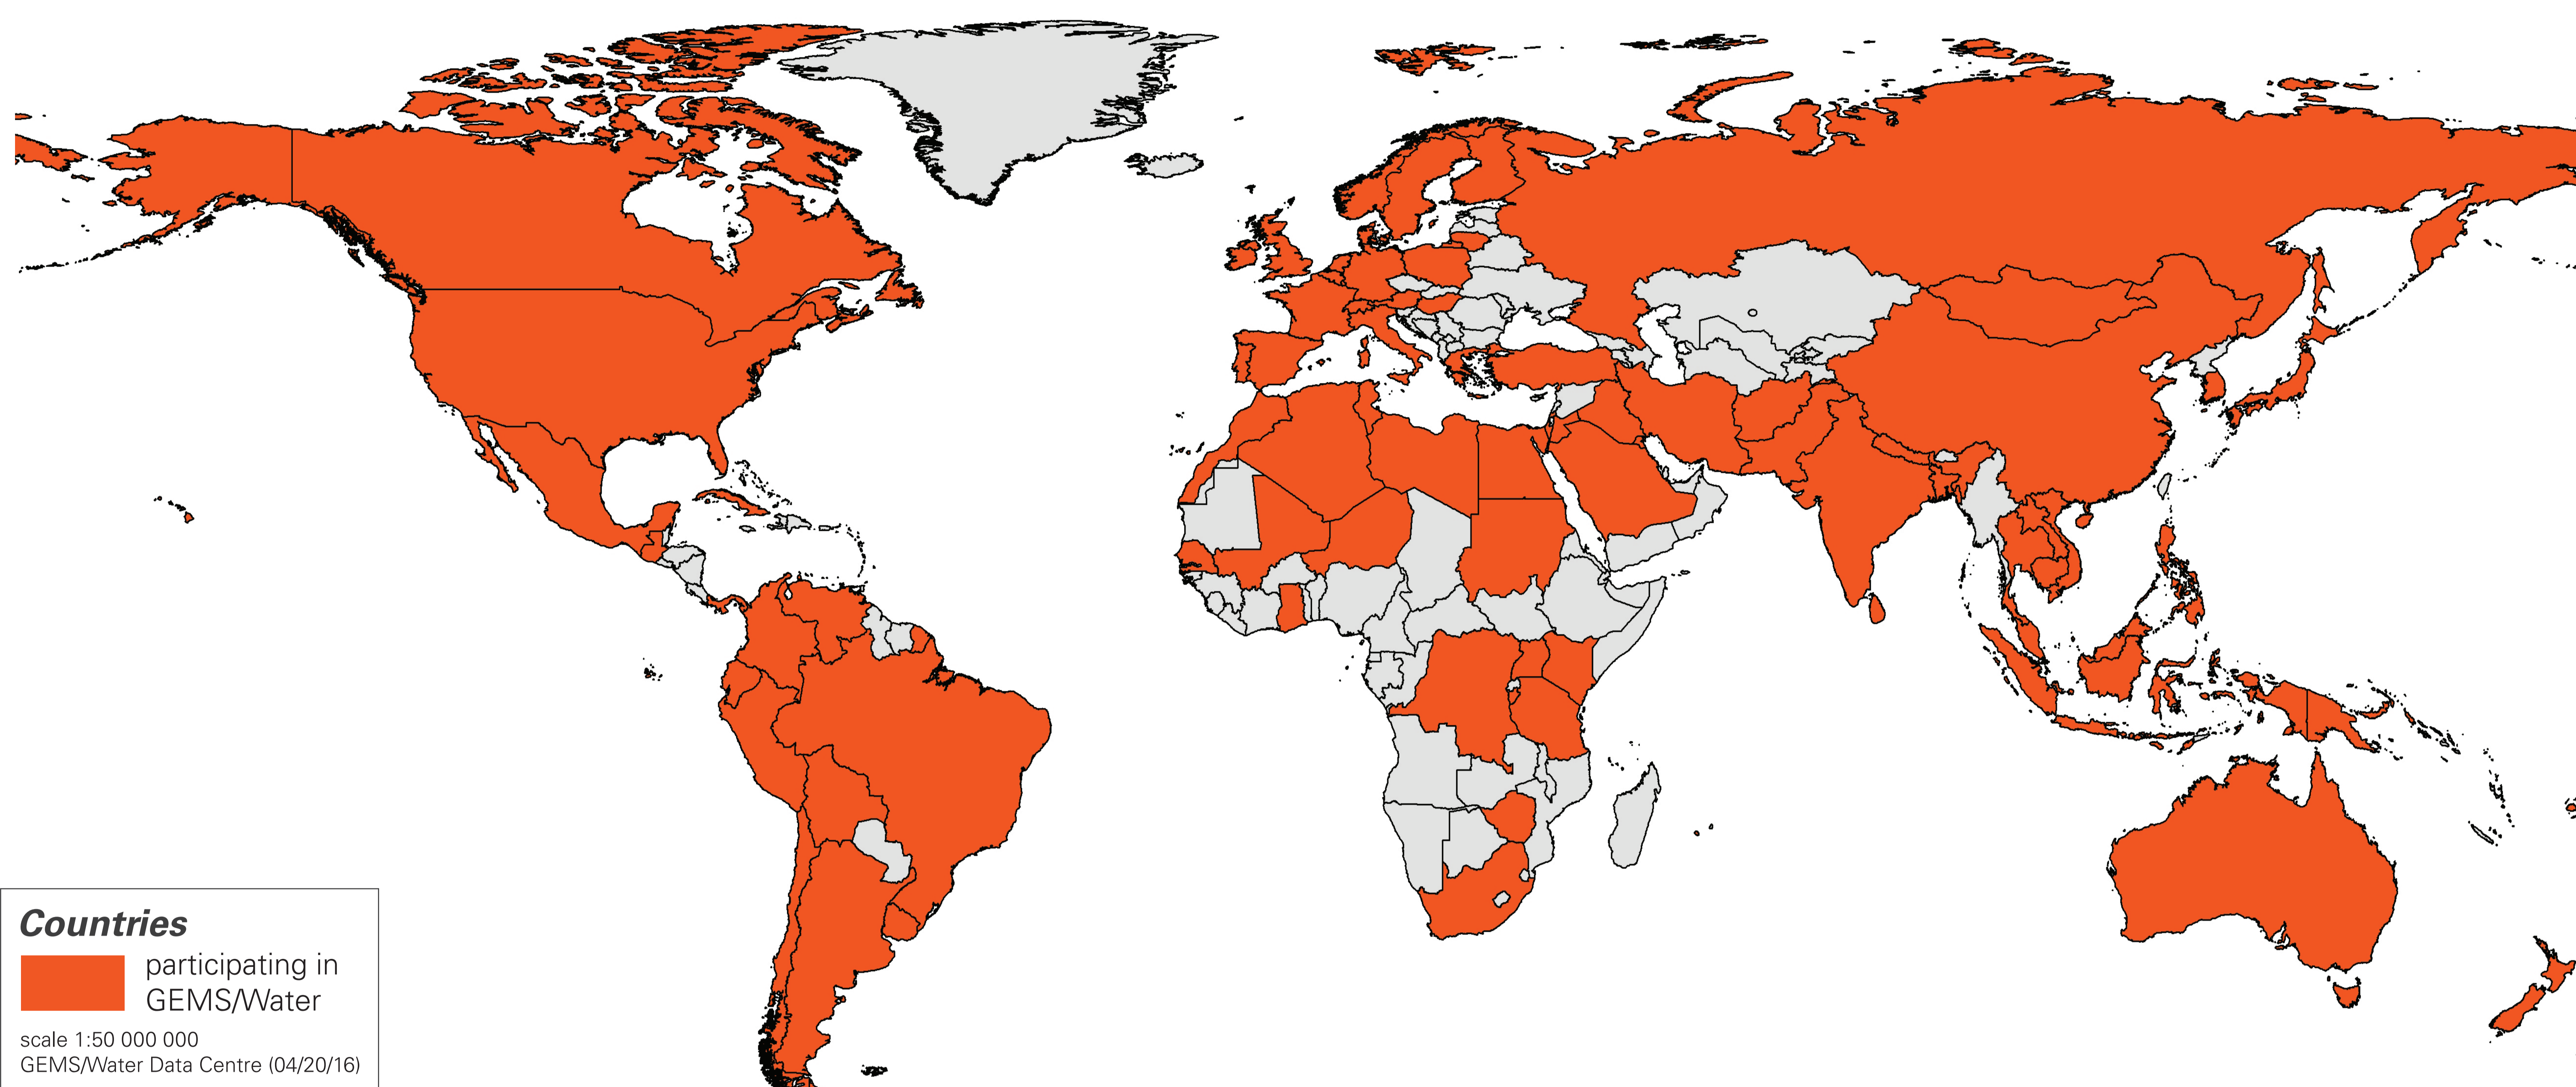 Countries
participating in
GEMS/Water
scale 1:50 000 000
GEMS/Water Data Centre (04/20/16)